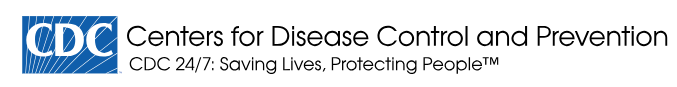 CDC Centers for Disease Control and Prevention
CDC 24/7: Saving Lives, Protecting People™